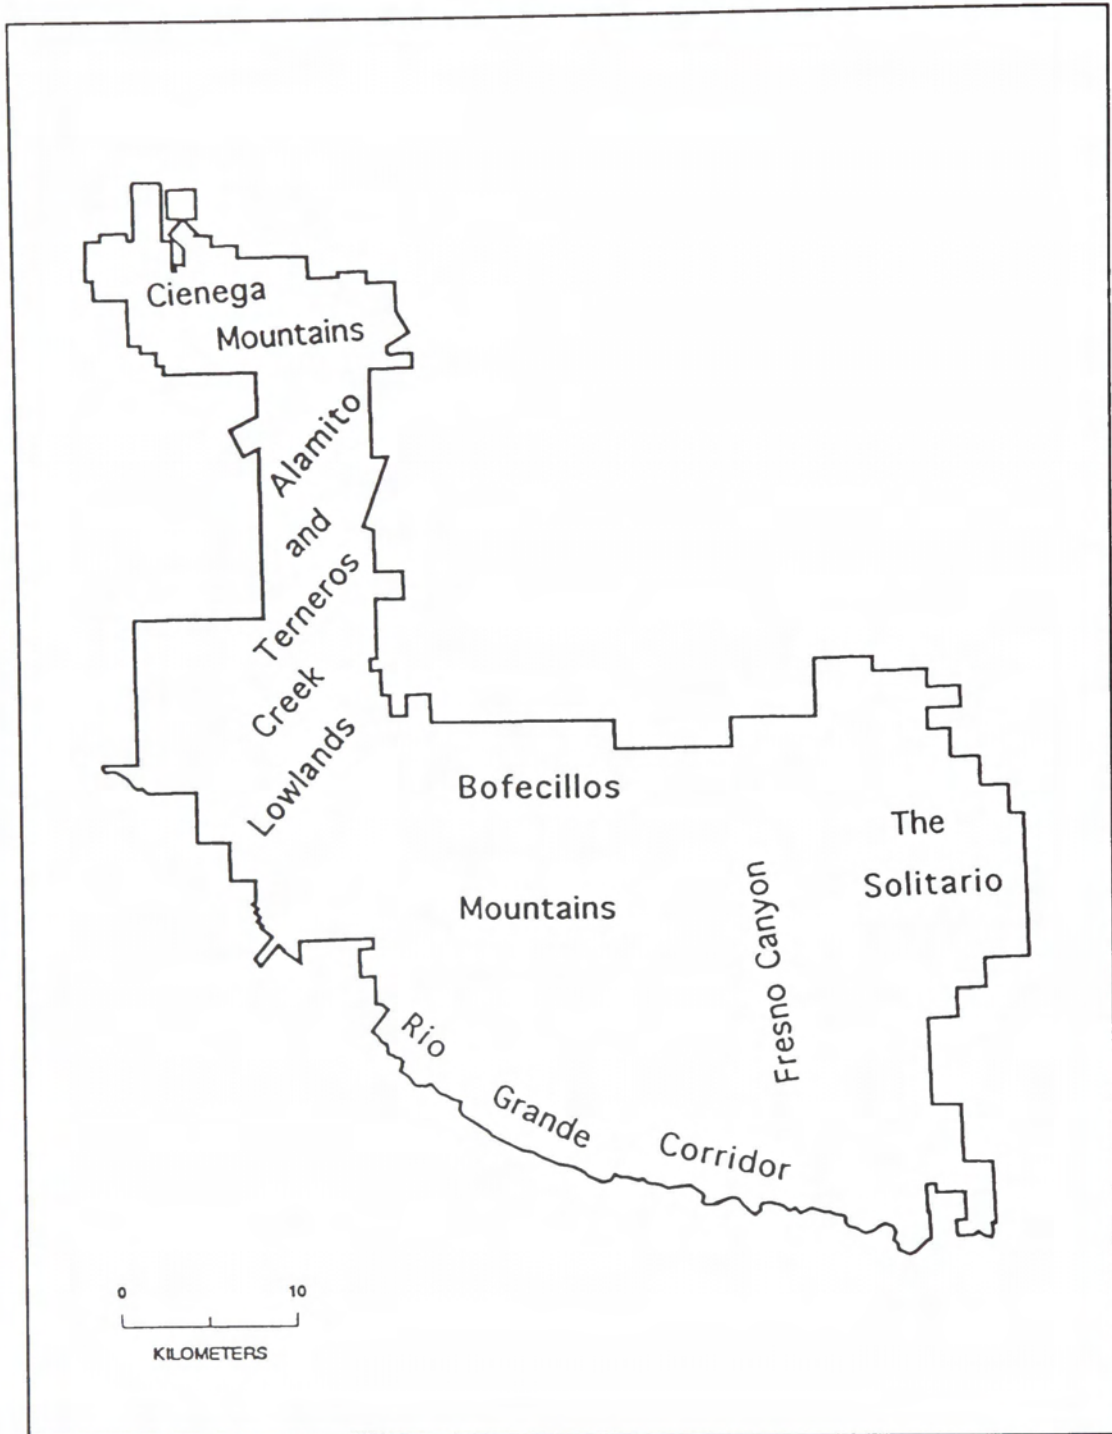 Cienega
Mountains
Alamito
and
Terneros
Creek
Lowlands
Bofecillos
Mountains
The
Solitario
Fresno Canyon
Rio
Grande
Corridor
0 10
KILOMETERS